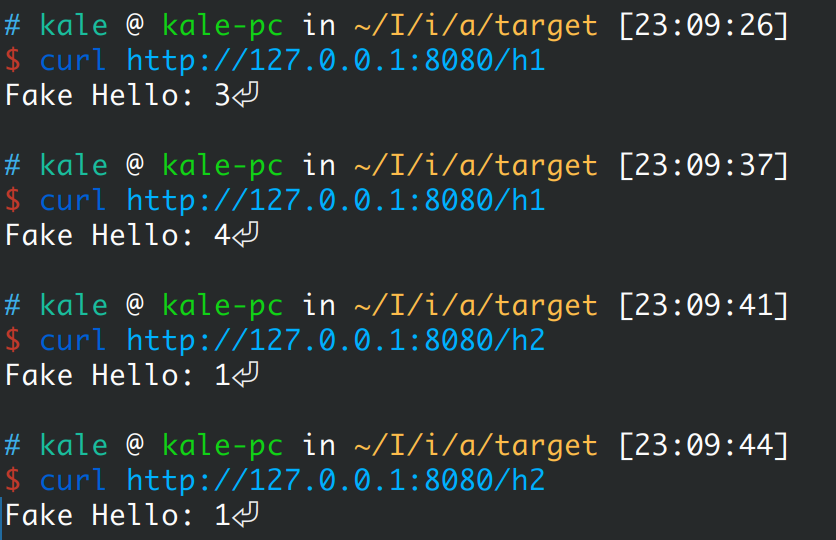 # kale @ kale-pc in ~/I/i/a/target [23:09:26]
$ curl http://127.0.0.1:8080/h1
Fake Hello: 3⏎
# kale @ kale-pc in ~/I/i/a/target [23:09:37]
$ curl http://127.0.0.1:8080/h1
Fake Hello: 4⏎
# kale @ kale-pc in ~/I/i/a/target [23:09:41]
$ curl http://127.0.0.1:8080/h2
Fake Hello: 1⏎
# kale @ kale-pc in ~/I/i/a/target [23:09:44]
$ curl http://127.0.0.1:8080/h2
Fake Hello: 1⏎